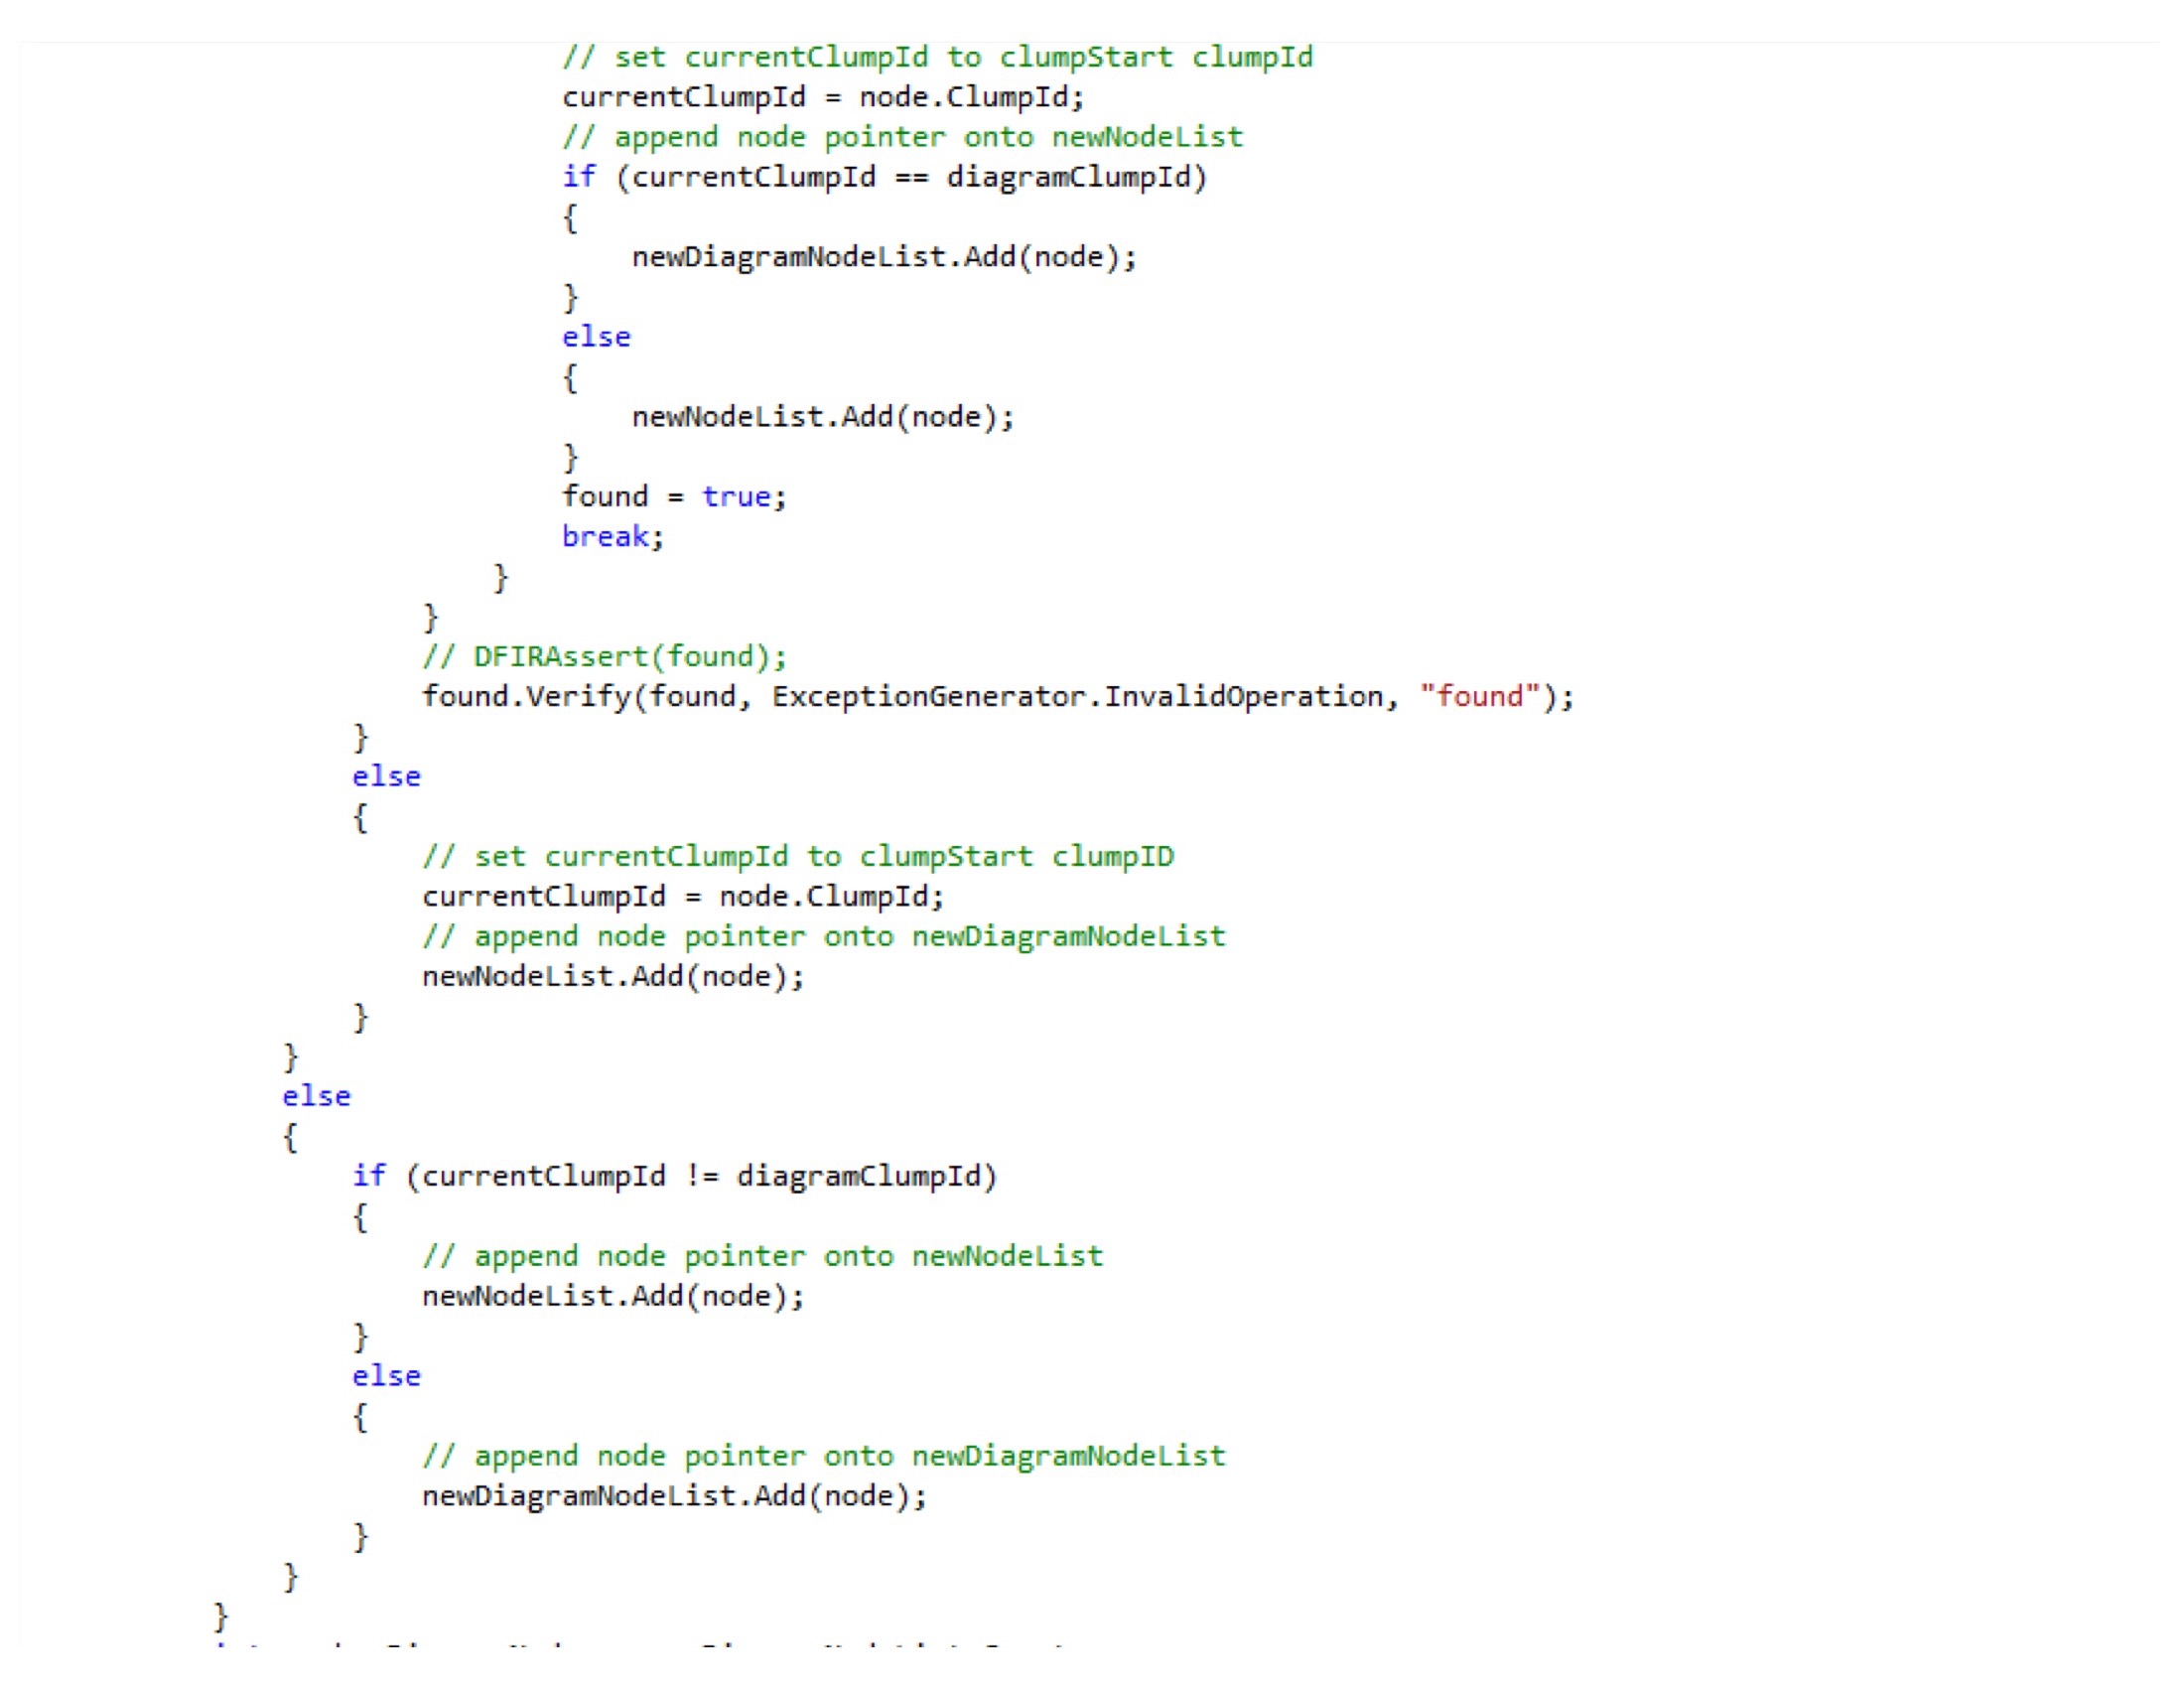 // set currentClumpId to clumpStart clumpId
currentClumpId = node.ClumpId;
// append node pointer onto newNodeList
if (currentClumpId == diagramClumpId)
{
newDiagramNodeList.Add(node);
}
else
{
newNodeList.Add(node);
}
found = true;
break;
}
}
// DFIRAssert(found);
found.Verify(found, ExceptionGenerator.InvalidOperation, "found");
}
else
{
// set currentClumpId to clumpStart clumpID
currentClumpId = node.ClumpId;
// append node pointer onto newDiagramNodeList
newNodeList.Add(node);
}
}
else
{
if (currentClumpId != diagramClumpId)
{
// append node pointer onto newNodeList
newNodeList.Add(node);
}
else
{
// append node pointer onto newDiagramNodeList
newDiagramNodeList.Add(node);
}
}
}